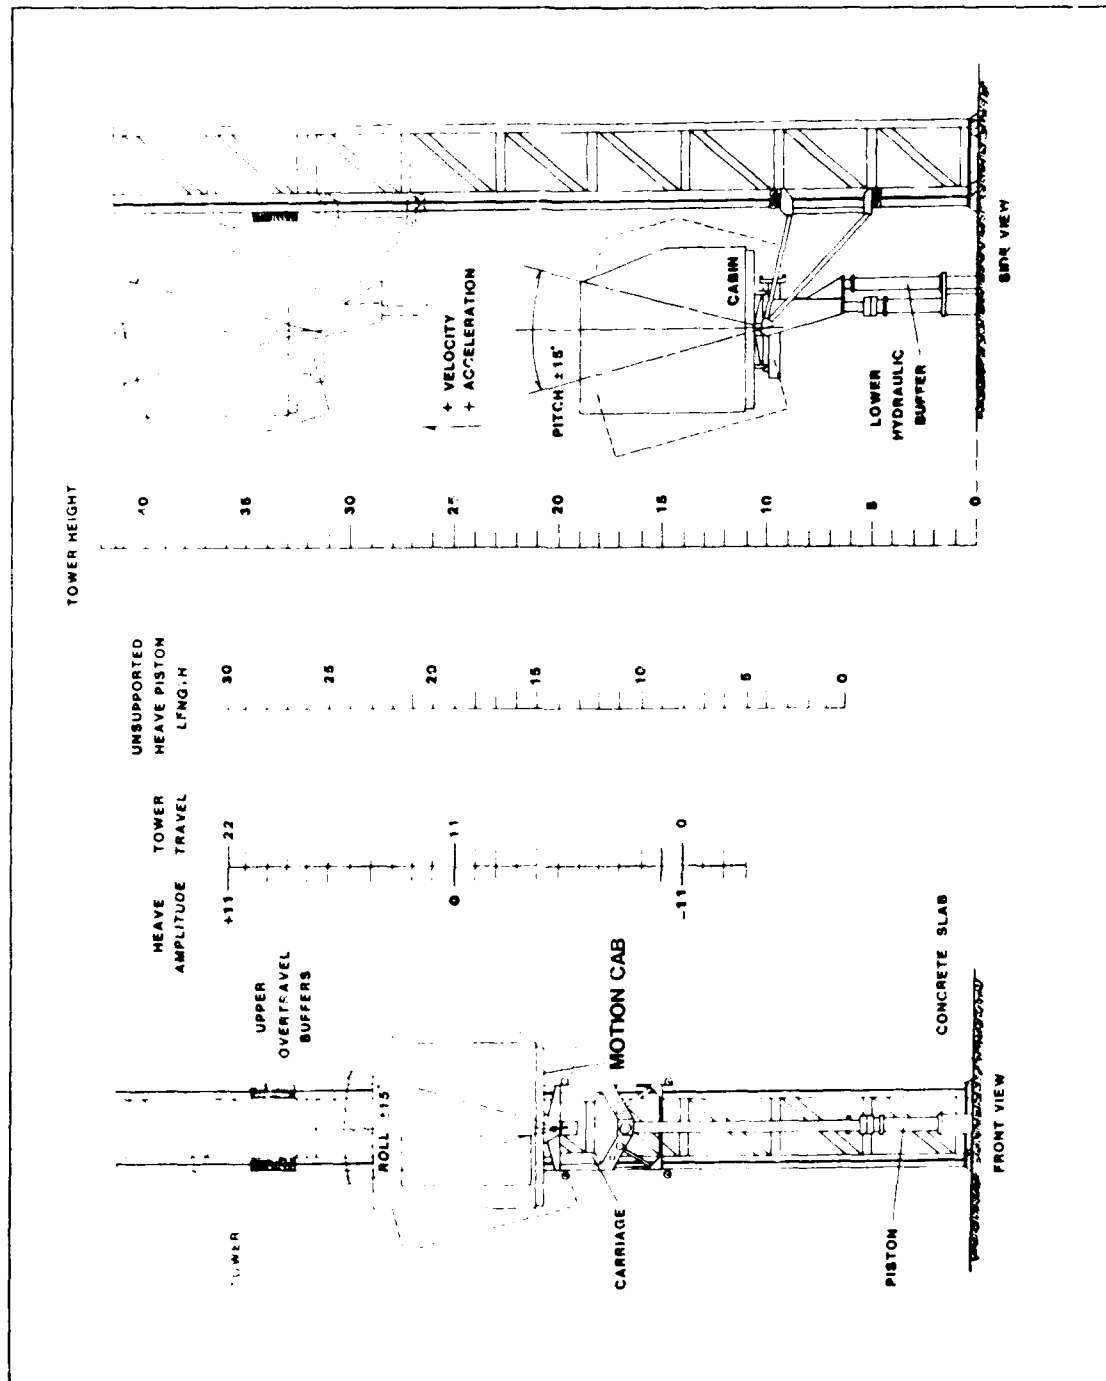 TOWER HEIGHT
40
35
30
25
20
15
10
5
0
+ VELOCITY
+ ACCELERATION
PITCH ±15°
CABIN
LOWER
HYDRAULIC
BUFFER
SIDE VIEW
UNSUPPORTED
HEAVE PISTON
LENGTH
30
25
20
15
10
5
0
HEAVE
AMPLITUDE
TOWER
TRAVEL
+11
22
0
11
-11
0
UPPER
OVERTRAVEL
BUFFERS
TOWER
ROLL ±15°
MOTION CAB
CARRIAGE
PISTON
CONCRETE SLAB
FRONT VIEW